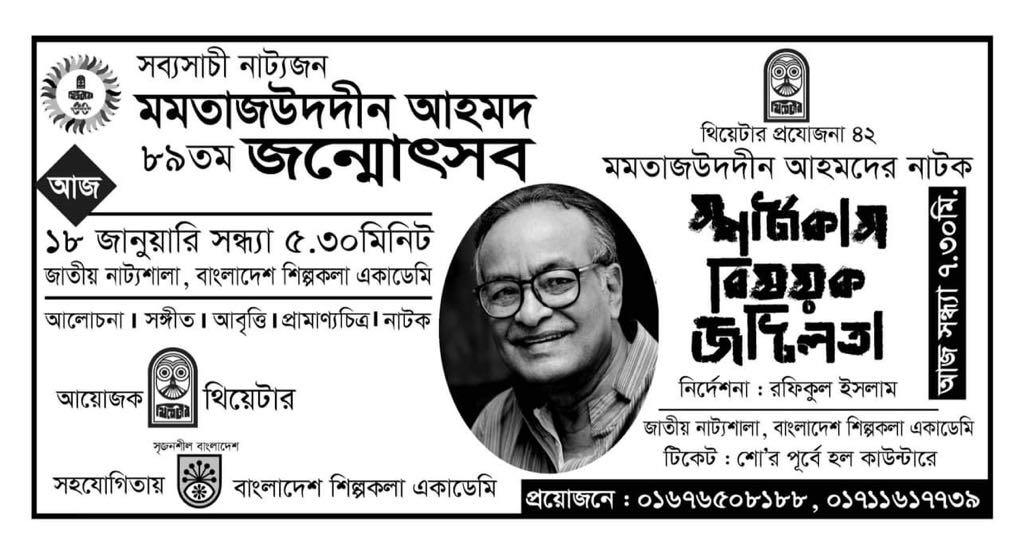 সব্যসাচী নাট্যজন
মমতাজউদদীন আহমদ
৮৯তম জন্মোৎসব
আজ
১৮ জানুয়ারি সন্ধ্যা ৫.৩০মিনিট
জাতীয় নাট্যশালা, বাংলাদেশ শিল্পকলা একাডেমি
আলোচনা । সঙ্গীত । আবৃত্তি । প্রামাণ্যচিত্র । নাটক
আয়োজক থিয়েটার থিয়েটার
সৃজনশীল বাংলাদেশ
সহযোগিতায় বাংলাদেশ শিল্পকলা একাডেমি
থিয়েটার
থিয়েটার প্রযোজনা ৪২
মমতাজউদদীন আহমদের নাটক
স্পার্টাকাস
বিষয়ক
জটিলতা
আজ সন্ধ্যা ৭.৩০মি.
নির্দেশনা : রফিকুল ইসলাম
জাতীয় নাট্যশালা, বাংলাদেশ শিল্পকলা একাডেমি
টিকেট : শো'র পূর্বে হল কাউন্টারে
প্রয়োজনে : ০১৬৭৬৫০৮১৮৮, ০১৭১১৬১৭৭৩৯